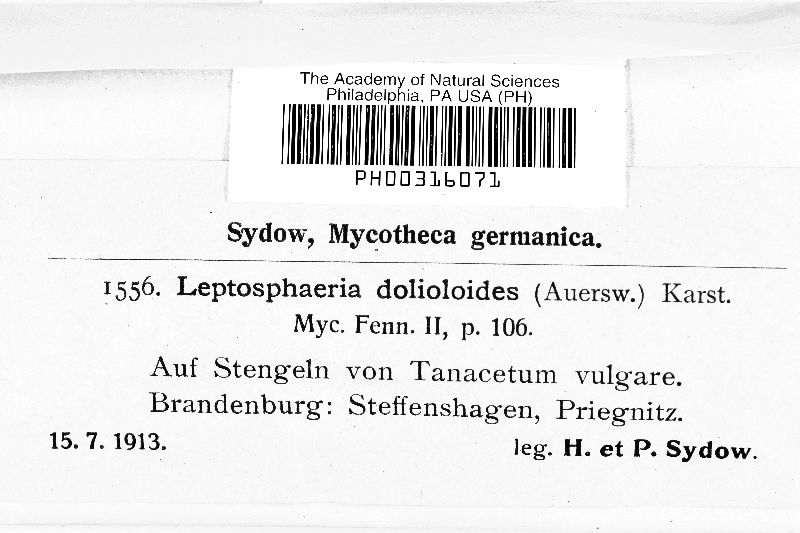 The Academy of Natural Sciences
Philadelphia, PA USA (PH)
PH00316071
Sydow, Mycotheca germanica.
1556. Leptosphaeria dolioloides (Auersw.) Karst.
Myc. Fenn. II, p. 106.
Auf Stengeln von Tanacetum vulgare.
Brandenburg: Steffenshagen, Priegnitz.
15. 7. 1913. leg. H. et P. Sydow.